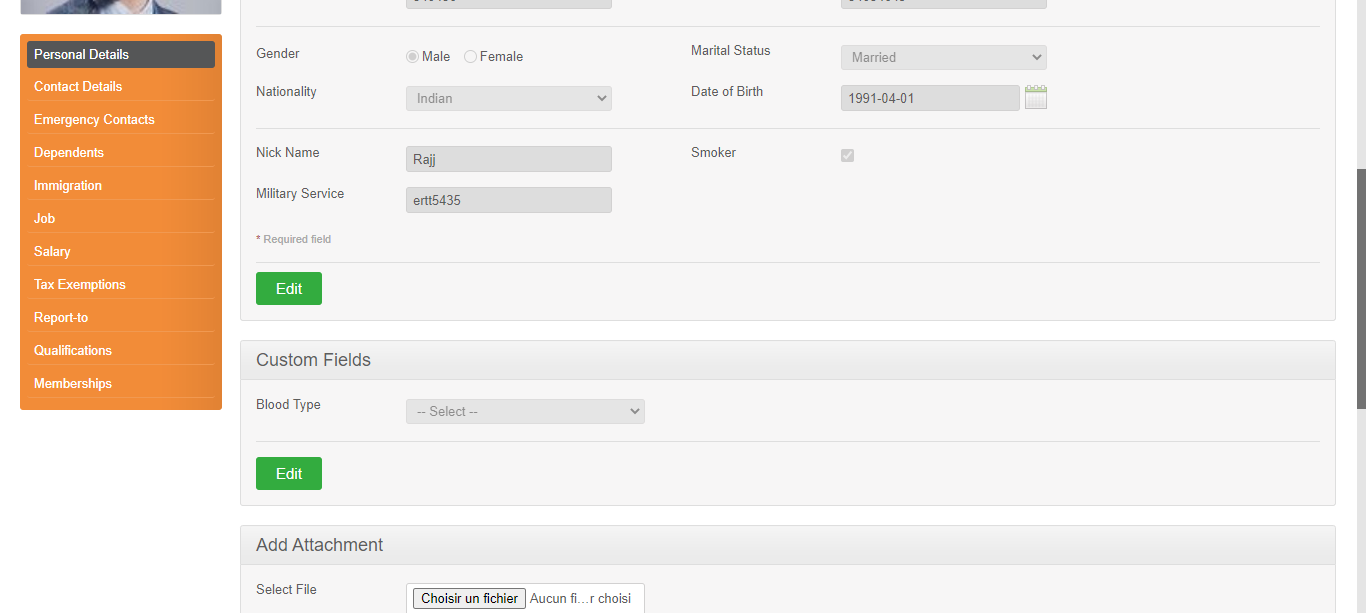 Personal Details
Contact Details
Emergency Contacts
Dependents
Immigration
Job
Salary
Tax Exemptions
Report-to
Qualifications
Memberships
Gender Male Female Marital Status Married
Nationality Indian Date of Birth 1991-04-01
Nick Name Rajj Smoker
Military Service ertt5435
* Required field
Edit
Custom Fields
Blood Type -- Select --
Edit
Add Attachment
Select File Choisir un fichier Aucun fi...r choisi